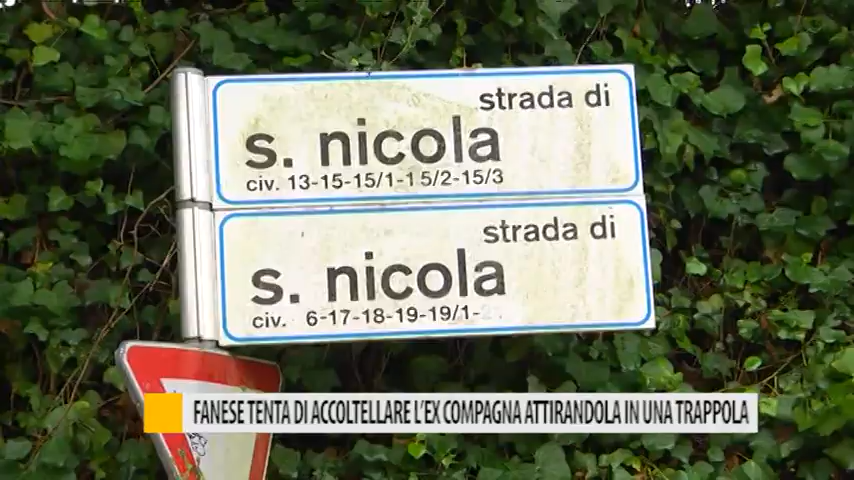 strada di
s. nicola
civ. 13-15-15/1-15/2-15/3
strada di
s. nicola
civ. 6-17-18-19-19/1-
FANESE TENTA DI ACCOLTELLARE L'EX COMPAGNA ATTIRANDOLA IN UNA TRAPPOLA